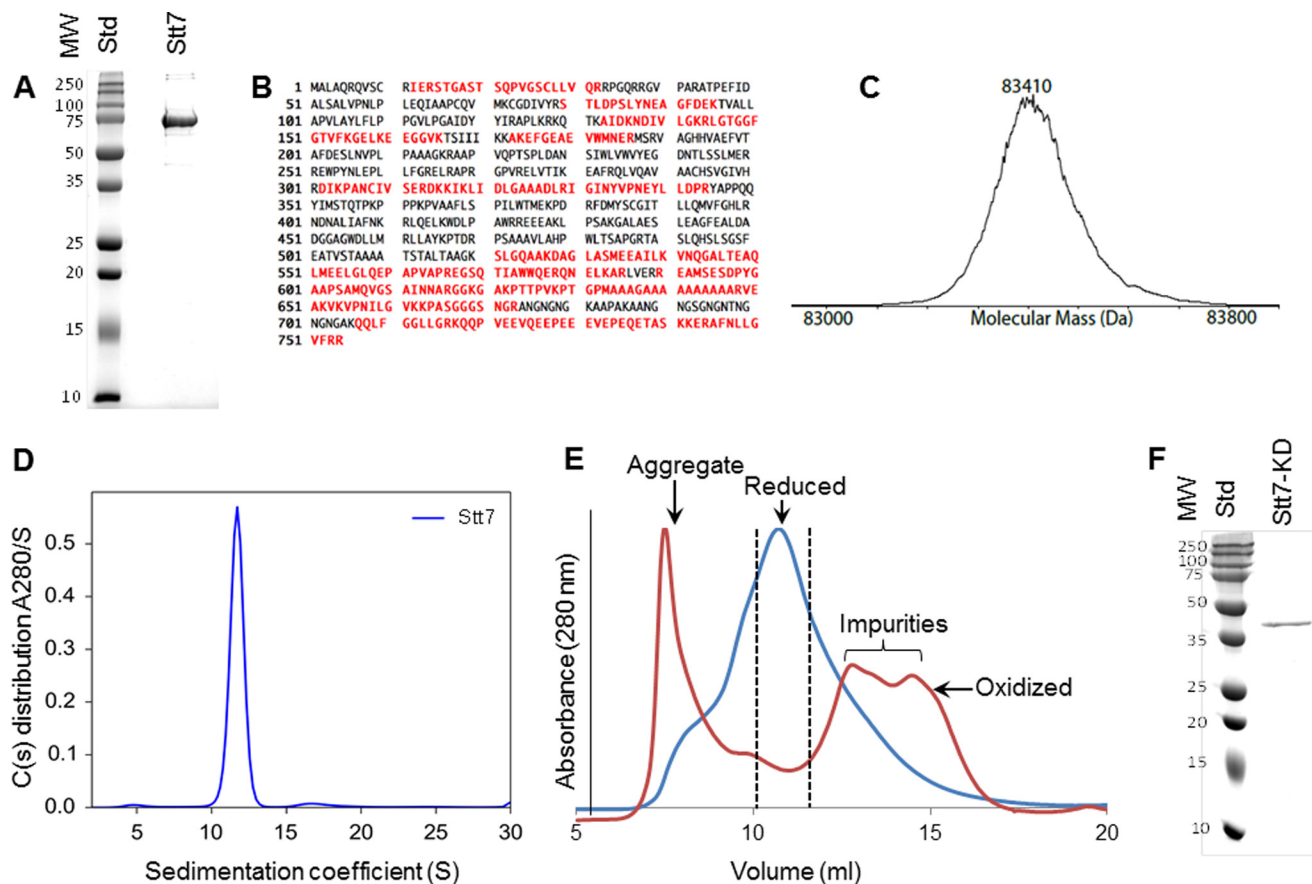 A
MW
Std
Stt7
250
100
75
50
35
25
20
15
10
B
1 MALAQRQVSC RIERSTGAST SQPVGSCLLV QRRPGQRRGV PARATPEFID
51 ALSALVPNLP LEQIAAPCQV MKCGDIVYRS TLDPSLYNEA GFDEKTVALL
101 APVLAYLFLP PGVLPGAIDY YIRAPLKRKQ TKAIDKNDIV LGKRLGTGGF
151 GTVFKGELKE EGGVKTSIII KKAKEFGEAE VWMNERMSRV AGHHVAEFVT
201 AFDESLNVPL PAAAGKRAAP VQPTSPLDAN SIWLVWVYEG DNTLSSLMER
251 REWPYNLEPL LFGRELRAPR GPVRELVTIK EAFRQLVQAV AACHSVGIVH
301 RDIKPANCIV SERDKKIKLI DLGAAADLRI GINYVPNEYL LDPRYAPPQQ
351 YIMSTQTPKP PPKPVAAFLS PILWTMEKPD RFDMYSCGIT LLQMVFGHLR
401 NDNALIAFNK RLQELKWDLP AWRREEEAKL PSAKGALAES LEAGFEALDA
451 DGGAGWDLLM RLLAYKPTDR PSAAAVLAHP WLTSAPGRTA SLQHSLSGSF
501 EATVSTAAAA TSTALTAAGK SLGQAAKDAG LASMEEAILK VNQGALTEAQ
551 LMEELGLQEP APVAPREGSQ TIAWWQERQN ELKARLVERR EAMSESDPYG
601 AAPSAMQVGS AINNARGGKG AKPTTPVKPT GPMAAAGAAA AAAAAAARVE
651 AKVKVPNILG VKKPASGGGS NGRANGNGNG KAAPAKAANG NGSGNGNTNG
701 NGNGAKQQLF GGLLGRKQQP VEEVQEEPEE EVEPEQETAS KKERAFNLLG
751 VFRR
C
83410
83000
83800
Molecular Mass (Da)
D
Stt7
0.5
0.4
0.3
0.2
0.1
0.0
C(s) distribution A280/S
5 10 15 20 25 30
Sedimentation coefficient (S)
E
Aggregate
Reduced
Impurities
Oxidized
Absorbance (280 nm)
5 10 15 20
Volume (ml)
F
MW
Std
Stt7-KD
250
100
75
50
35
25
20
15
10